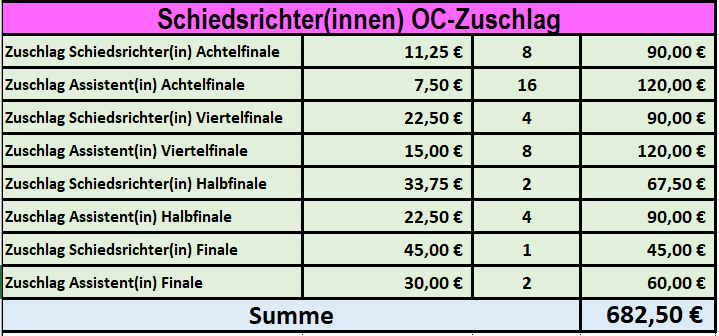 Schiedsrichter(innen) OC-Zuschlag
Zuschlag Schiedsrichter(in) Achtelfinale 11,25 € 8 90,00 €
Zuschlag Assistent(in) Achtelfinale 7,50 € 16 120,00 €
Zuschlag Schiedsrichter(in) Viertelfinale 22,50 € 4 90,00 €
Zuschlag Assistent(in) Viertelfinale 15,00 € 8 120,00 €
Zuschlag Schiedsrichter(in) Halbfinale 33,75 € 2 67,50 €
Zuschlag Assistent(in) Halbfinale 22,50 € 4 90,00 €
Zuschlag Schiedsrichter(in) Finale 45,00 € 1 45,00 €
Zuschlag Assistent(in) Finale 30,00 € 2 60,00 €
Summe 682,50 €